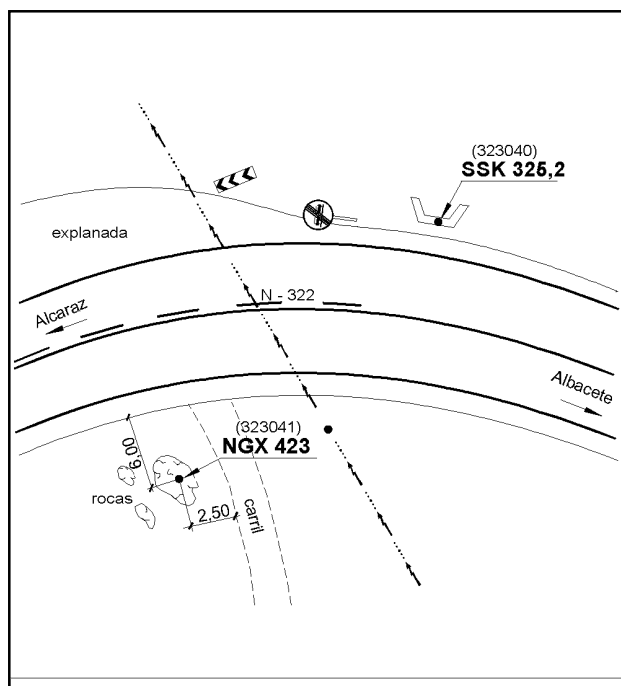 (323040)
SSK 325,2
explanada
N - 322
Alcaraz
Albacete
(323041)
NGX 423
6,00
rocas
2,50
carril